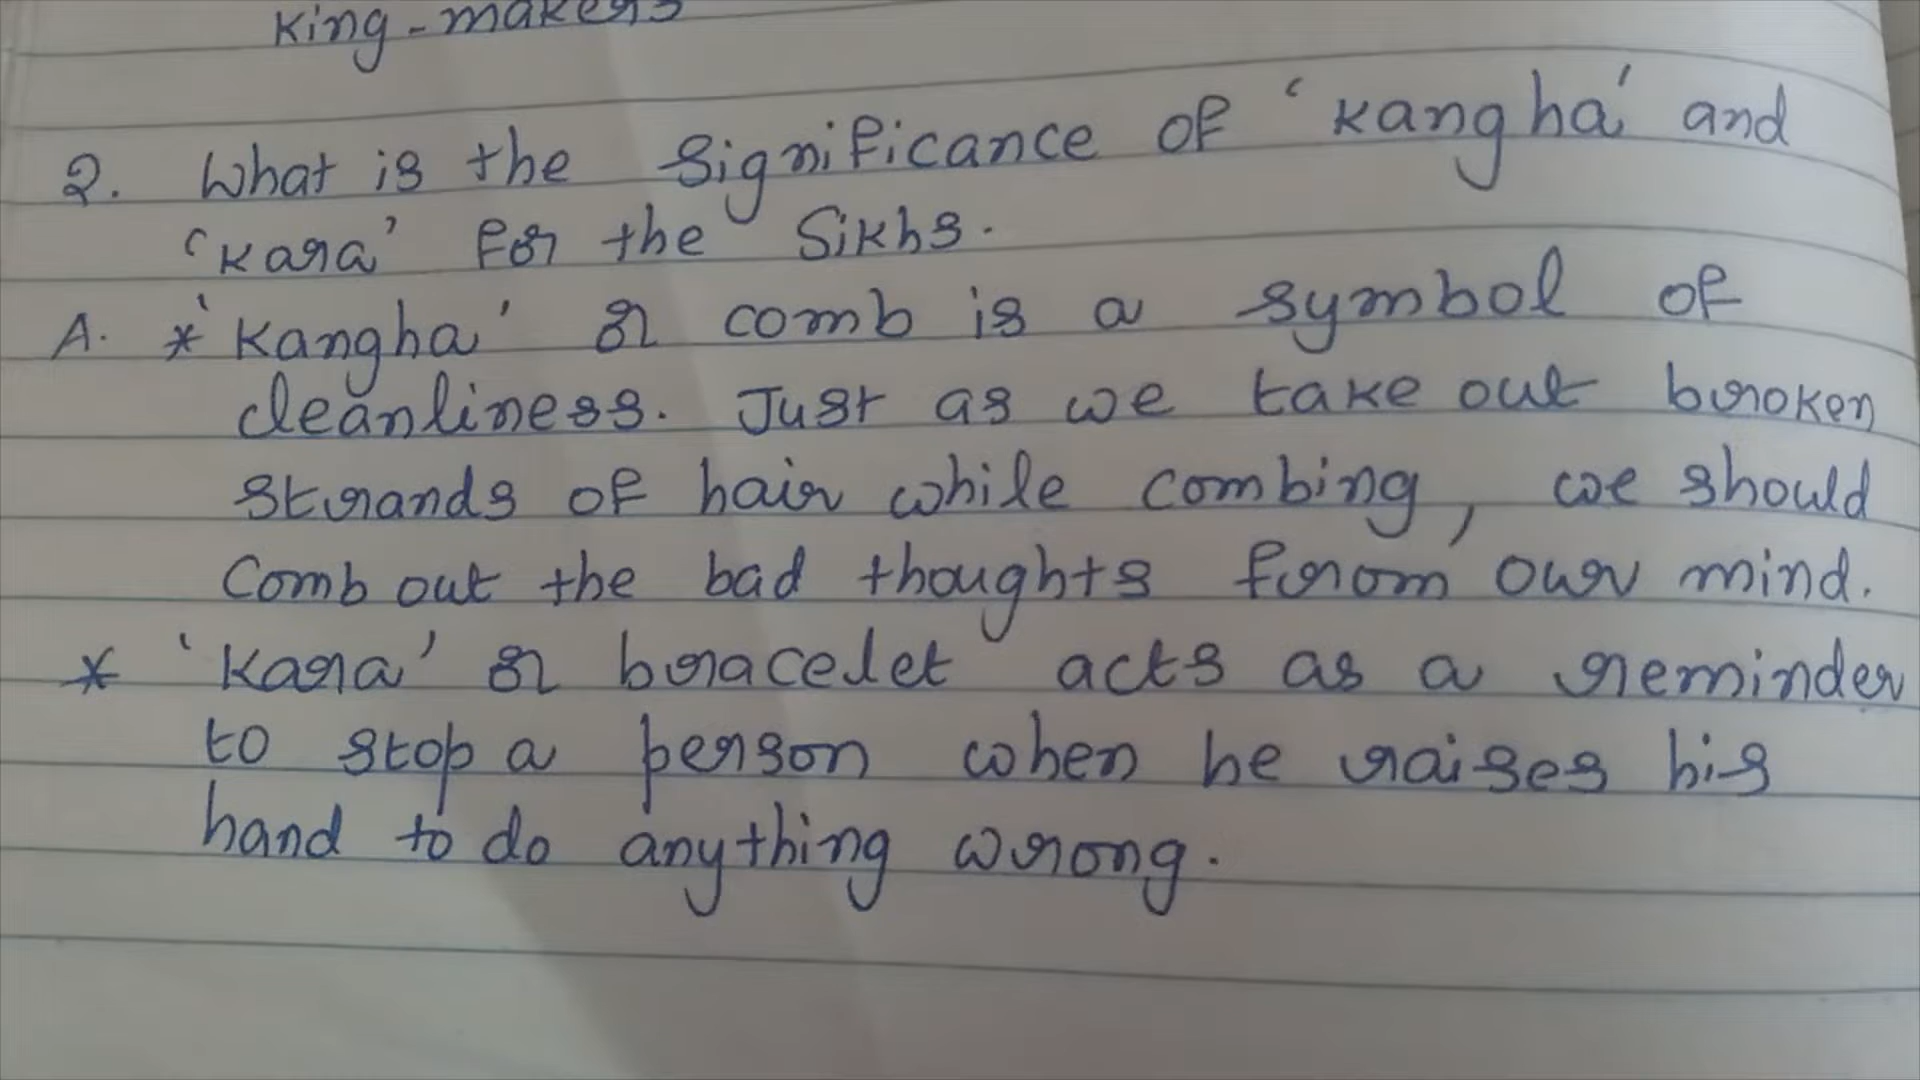 King-makers
2. What is the significance of 'Kangha' and
'Kara' for the Sikhs.
A. * 'Kangha' or comb is a symbol of
cleanliness. Just as we take out broken
strands of hair while combing, we should
Comb out the bad thoughts from our mind.
* 'Kara' or bracelet acts as a reminder
to stop a person when he raises his
hand to do anything wrong.